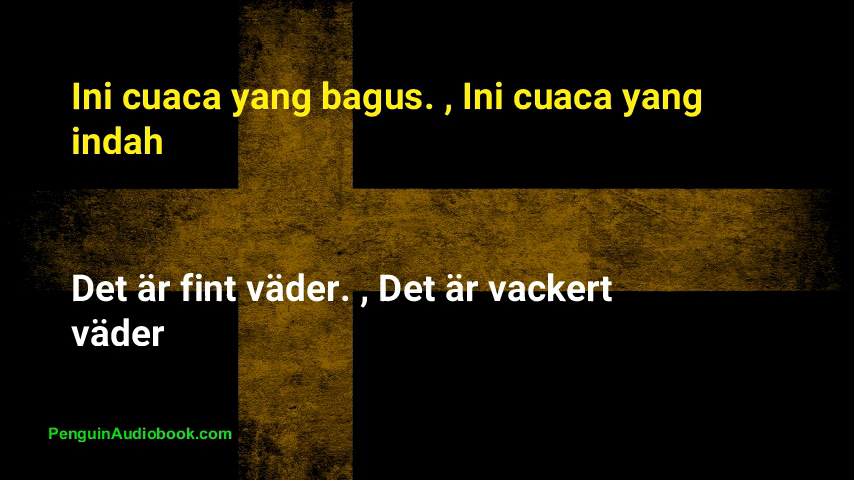 Ini cuaca yang bagus. , Ini cuaca yang
indah
Det är fint väder. , Det är vackert
väder
PenguinAudiobook.com